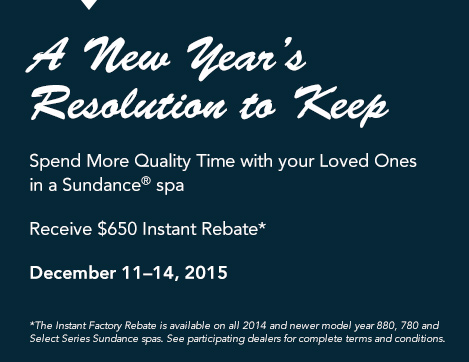 A New Year's
Resolution to Keep
Spend More Quality Time with your Loved Ones
in a Sundance® spa
Receive $650 Instant Rebate*
December 11–14, 2015
*The Instant Factory Rebate is available on all 2014 and newer model year 880, 780 and
Select Series Sundance spas. See participating dealers for complete terms and conditions.